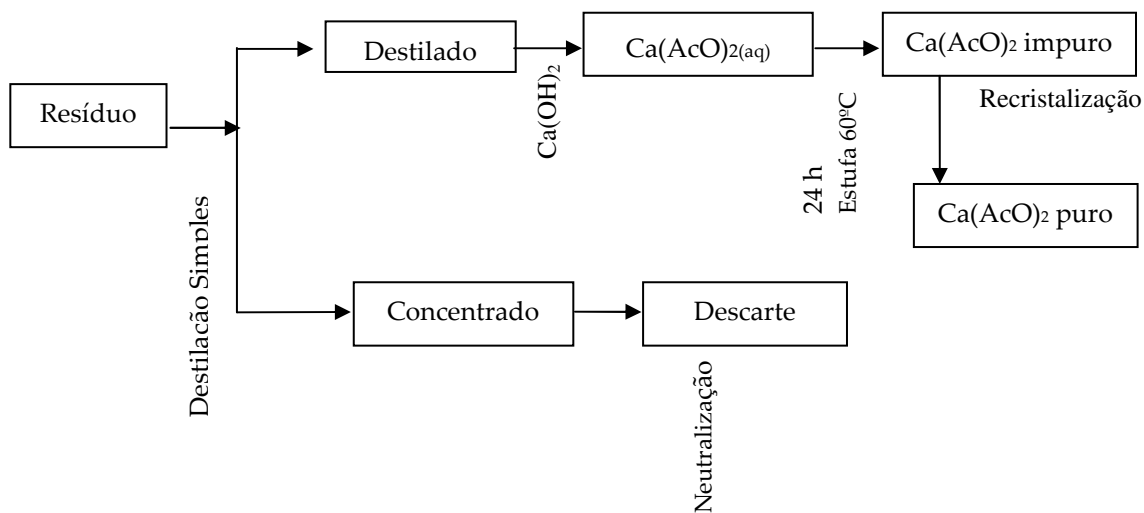 Resíduo
Destilação Simples
Destilado
Ca(OH)₂
Ca(AcO)₂(aq)
24 h
Estufa 60ºC
Ca(AcO)₂ impuro
Recristalização
Ca(AcO)₂ puro
Concentrado
Neutralização
Descarte